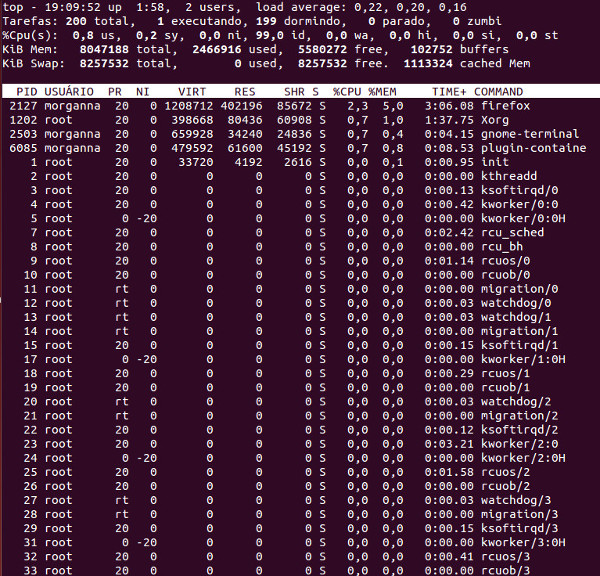 top - 19:09:52 up  1:58,  2 users,  load average: 0,22, 0,20, 0,16
Tarefas: 200 total,   1 executando, 199 dormindo,   0 parado,   0 zumbi
%Cpu(s):  0,8 us,  0,2 sy,  0,0 ni, 99,0 id,  0,0 wa,  0,0 hi,  0,0 si,  0,0 st
KiB Mem:   8047188 total,  2466916 used,  5580272 free,   102752 buffers
KiB Swap:  8257532 total,        0 used,  8257532 free.  1113324 cached Mem
PID USUÁRIO   PR  NI    VIRT    RES    SHR S  %CPU %MEM     TIME+ COMMAND
2127 morganna  20   0 1208712 402196  85672 S   2,3  5,0   3:06.08 firefox
1202 root      20   0  398668  80436  60908 S   0,7  1,0   1:37.75 Xorg
2503 morganna  20   0  659928  34240  24836 S   0,7  0,4   0:04.15 gnome-terminal
6085 morganna  20   0  479592  61600  45192 S   0,7  0,8   0:08.53 plugin-containe
1 root      20   0   33720   4192   2616 S   0,0  0,1   0:00.95 init
2 root      20   0       0      0      0 S   0,0  0,0   0:00.00 kthreadd
3 root      20   0       0      0      0 S   0,0  0,0   0:00.13 ksoftirqd/0
4 root      20   0       0      0      0 S   0,0  0,0   0:00.42 kworker/0:0
5 root       0 -20       0      0      0 S   0,0  0,0   0:00.00 kworker/0:0H
7 root      20   0       0      0      0 S   0,0  0,0   0:02.42 rcu_sched
8 root      20   0       0      0      0 S   0,0  0,0   0:00.00 rcu_bh
9 root      20   0       0      0      0 S   0,0  0,0   0:01.14 rcuos/0
10 root      20   0       0      0      0 S   0,0  0,0   0:00.00 rcuob/0
11 root      rt   0       0      0      0 S   0,0  0,0   0:00.00 migration/0
12 root      rt   0       0      0      0 S   0,0  0,0   0:00.03 watchdog/0
13 root      rt   0       0      0      0 S   0,0  0,0   0:00.03 watchdog/1
14 root      rt   0       0      0      0 S   0,0  0,0   0:00.00 migration/1
15 root      20   0       0      0      0 S   0,0  0,0   0:00.15 ksoftirqd/1
17 root       0 -20       0      0      0 S   0,0  0,0   0:00.00 kworker/1:0H
18 root      20   0       0      0      0 S   0,0  0,0   0:00.29 rcuos/1
19 root      20   0       0      0      0 S   0,0  0,0   0:00.00 rcuob/1
20 root      rt   0       0      0      0 S   0,0  0,0   0:00.03 watchdog/2
21 root      rt   0       0      0      0 S   0,0  0,0   0:00.00 migration/2
22 root      20   0       0      0      0 S   0,0  0,0   0:00.12 ksoftirqd/2
23 root      20   0       0      0      0 S   0,0  0,0   0:03.21 kworker/2:0
24 root       0 -20       0      0      0 S   0,0  0,0   0:00.00 kworker/2:0H
25 root      20   0       0      0      0 S   0,0  0,0   0:01.58 rcuos/2
26 root      20   0       0      0      0 S   0,0  0,0   0:00.00 rcuob/2
27 root      rt   0       0      0      0 S   0,0  0,0   0:00.03 watchdog/3
28 root      rt   0       0      0      0 S   0,0  0,0   0:00.00 migration/3
29 root      20   0       0      0      0 S   0,0  0,0   0:00.15 ksoftirqd/3
31 root       0 -20       0      0      0 S   0,0  0,0   0:00.00 kworker/3:0H
32 root      20   0       0      0      0 S   0,0  0,0   0:00.41 rcuos/3
33 root      20   0       0      0      0 S   0,0  0,0   0:00.00 rcuob/3